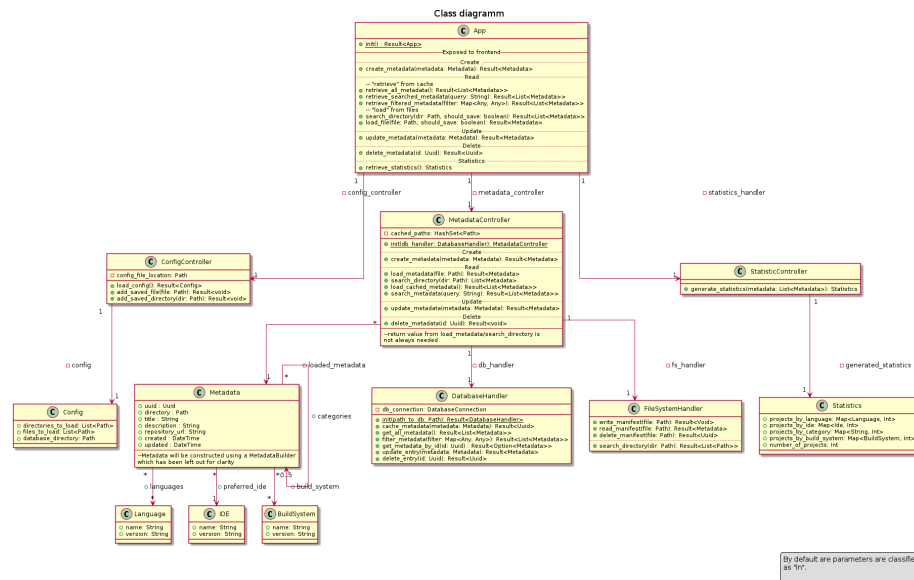 Class diagramm
C App
init() : Result<App>
Exposed to frontend
Create
create_metadata(metadata: Metadata): Result<Metadata>
Read
-- "retrieve" from cache
retrieve_all_metadata(): Result<List<Metadata>>
retrieve_searched_metadata(query: String): Result<List<Metadata>>
retrieve_filtered_metadata(filter: Map<Any, Any>): Result<List<Metadata>>
-- "load" from files
search_directory(dir: Path, should_save: boolean): Result<List<Metadata>>
load_file(file: Path, should_save: boolean): Result<Metadata>
Update
update_metadata(metadata: Metadata): Result<Metadata>
Delete
delete_metadata(id: Uuid): Result<Uuid>
Statistics
retrieve_statistics(): Statistics
1 1 1
config_controller
metadata_controller
statistics_handler
1
C MetadataController
cached_paths: HashSet<Path>
init(db_handler: DatabaseHandler): MetadataController
Create
create_metadata(metadata: Metadata): Result<Metadata>
Read
load_metadata(file: Path): Result<Metadata>
search_directory(dir: Path): List<Metadata>
load_cached_metadata(): Result<List<Metadata>>
search_metadata(query: String): Result<List<Metadata>>
Update
update_metadata(metadata: Metadata): Result<Metadata>
Delete
delete_metadata(id: Uuid): Result<void>
--return value from load_metadata/search_directory is
not always needed
C ConfigController
config_file_location: Path
load_config(): Result<Config>
add_saved_file(file: Path): Result<void>
add_saved_directory(dir: Path): Result<void>
1
1
1
C StatisticController
generate_statistics(metadata: List<Metadata>): Statistics
1
* 1
1
config
loaded_metadata
db_handler
fs_handler
generated_statistics
1 1 * 1 1 1
C Config
directories_to_load: List<Path>
files_to_load: List<Path>
database_directory: Path
C Metadata
uuid : Uuid
directory : Path
title : String
description : String
repository_url: String
created : DateTime
updated : DateTime
--Metadata will be constructed using a MetadataBuilder
which has been left out for clarity
categories
C DatabaseHandler
db_connection: DatabaseConnection
init(path_to_db: Path): Result<DatabaseHandler>
cache_metadata(metadata: Metadata): Result<Uuid>
get_all_metadata(): Result<List<Metadata>>
filter_metadata(filter: Map<Any, Any>): Result<List<Metadata>>
get_metadata_by_id(id: Uuid) : Result<Option<Metadata>>
update_entry(metadata: Metadata): Result<Metadata>
delete_entry(id: Uuid): Result<Uuid>
C FileSystemHandler
write_manifest(file: Path): Result<Void>
read_manifest(file: Path): Result<Metadata>
delete_manifest(file: Path): Result<Uuid>
search_directory(dir: Path): Result<List<Path>>
C Statistics
projects_by_language: Map<Language, Int>
projects_by_ide: Map<Ide, Int>
projects_by_category: Map<String, Int>
projects_by_build_system: Map<BuildSystem, Int>
number_of_projects: Int
* * * 0..5
languages
preferred_ide
build_system
* 1 *
C Language
name: String
version: String
C IDE
name: String
version: String
C BuildSystem
name: String
version: String
By default are parameters are classifie
as "in".